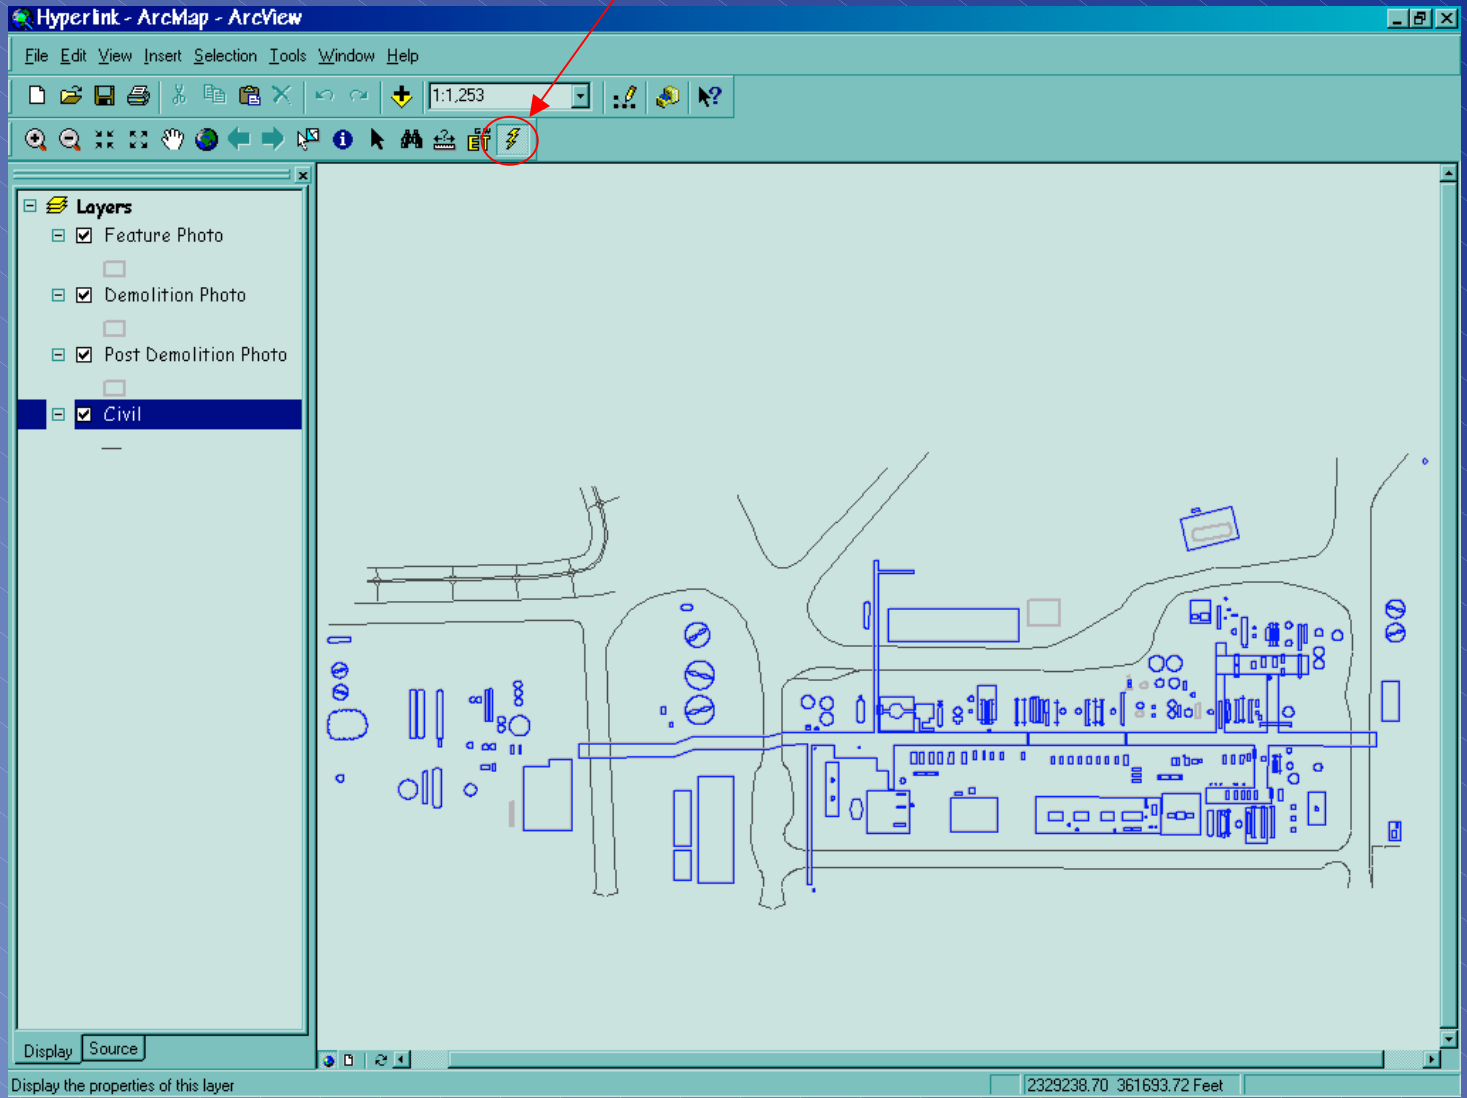 Hyperlink - ArcMap - ArcView
File Edit View Insert Selection Tools Window Help
1:1,253
Layers
Feature Photo
Demolition Photo
Post Demolition Photo
Civil
Display Source
Display the properties of this layer
2329238.70 361693.72 Feet